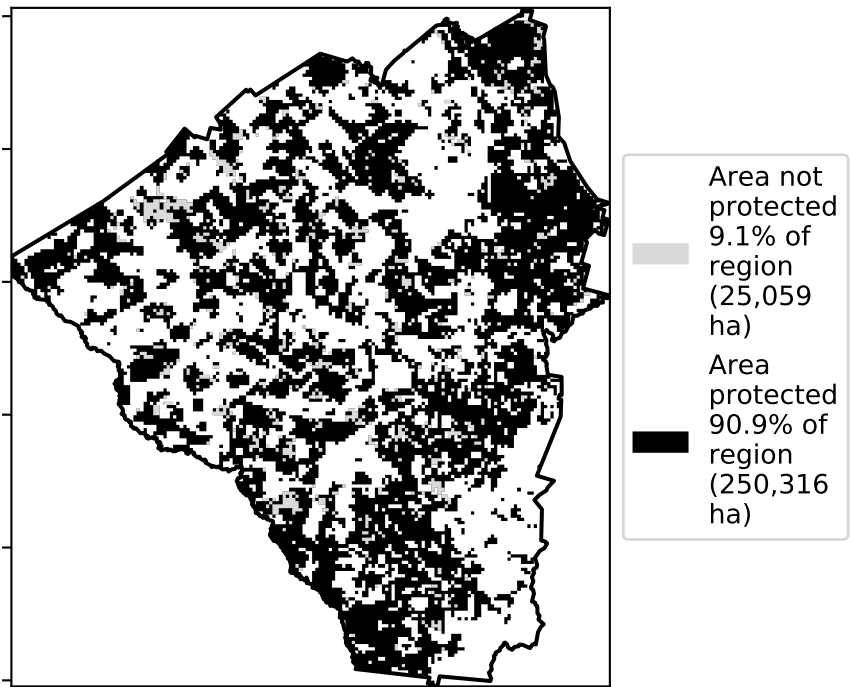 Area not
protected
9.1% of
region
(25,059
ha)
Area
protected
90.9% of
region
(250,316
ha)